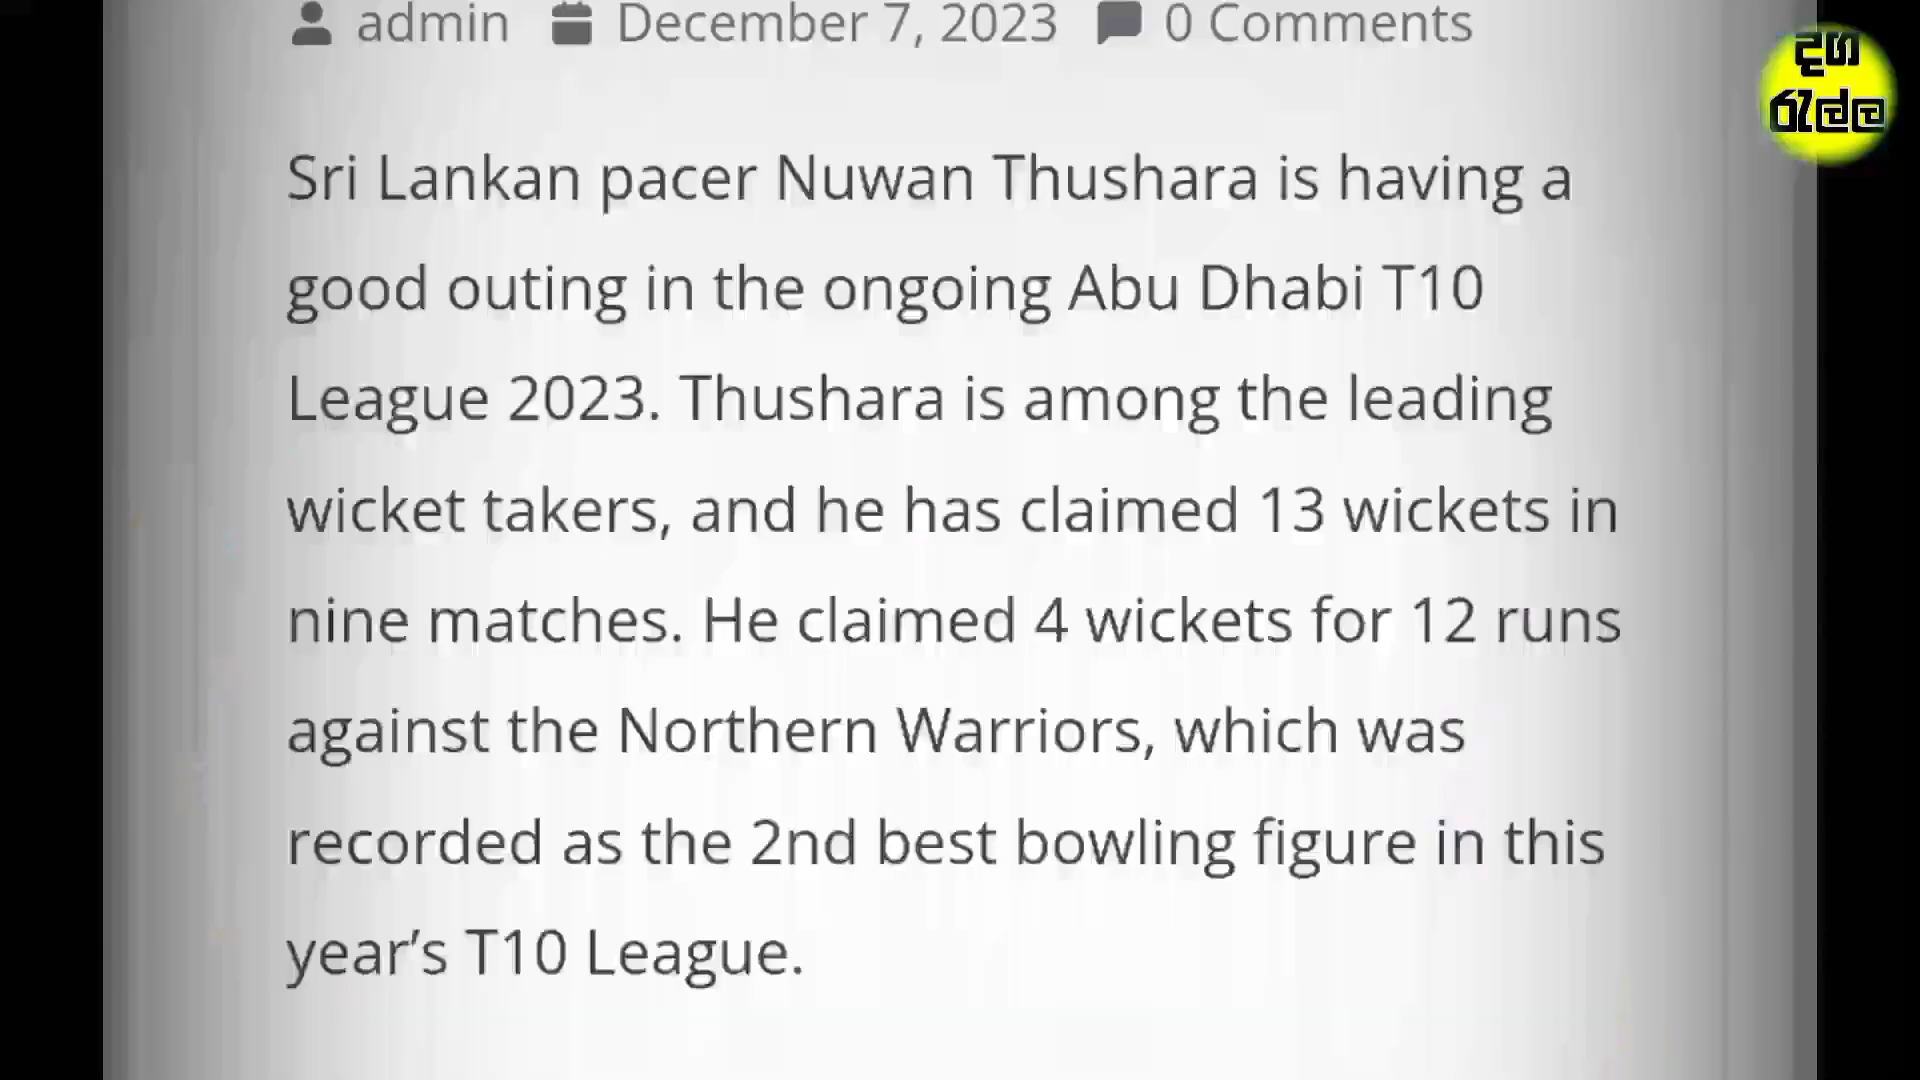 admin December 7, 2023 0 Comments
දඟ
රැල්ල
Sri Lankan pacer Nuwan Thushara is having a
good outing in the ongoing Abu Dhabi T10
League 2023. Thushara is among the leading
wicket takers, and he has claimed 13 wickets in
nine matches. He claimed 4 wickets for 12 runs
against the Northern Warriors, which was
recorded as the 2nd best bowling figure in this
year’s T10 League.